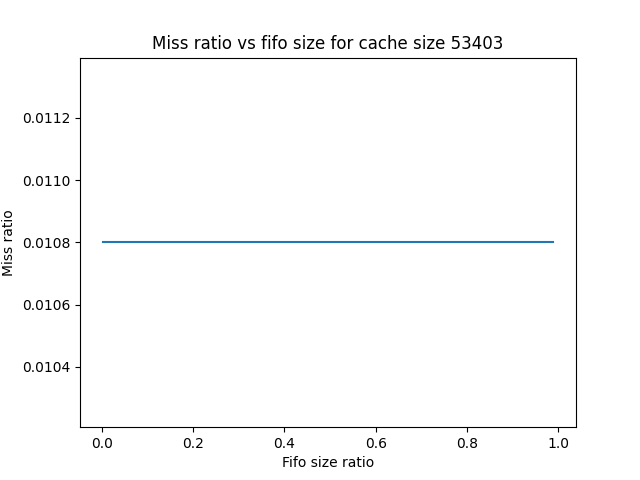 Miss ratio vs fifo size for cache size 53403
0.0112
0.0110
0.0108
0.0106
0.0104
Miss ratio
0.0 0.2 0.4 0.6 0.8 1.0
Fifo size ratio